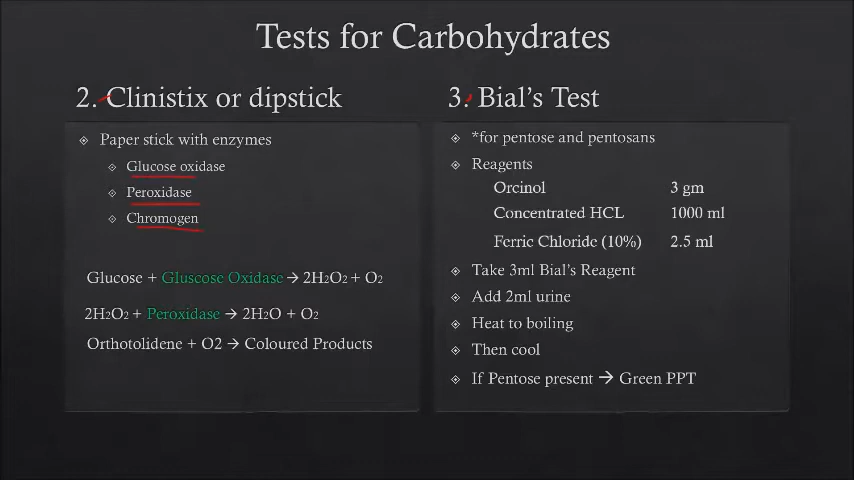 Tests for Carbohydrates
2. Clinistix or dipstick
Paper stick with enzymes
Glucose oxidase
Peroxidase
Chromogen
Glucose + Gluscose Oxidase → 2H2O2 + O2
2H2O2 + Peroxidase → 2H2O + O2
Orthotolidene + O2 → Coloured Products
3. Bial's Test
*for pentose and pentosans
Reagents
Orcinol 3 gm
Concentrated HCL 1000 ml
Ferric Chloride (10%) 2.5 ml
Take 3ml Bial's Reagent
Add 2ml urine
Heat to boiling
Then cool
If Pentose present → Green PPT